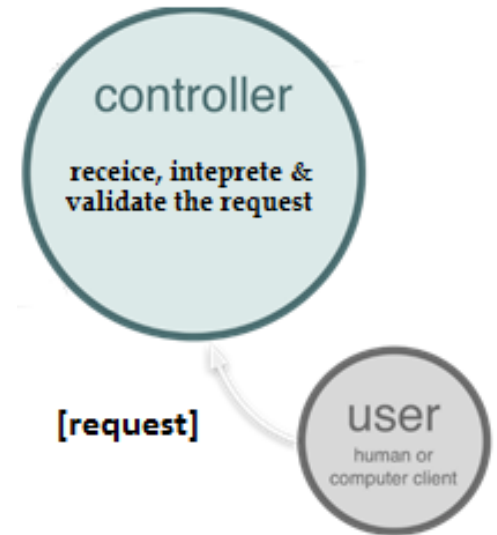 controller
receice, inteprete &
validate the request
[request]
user
human or
computer client